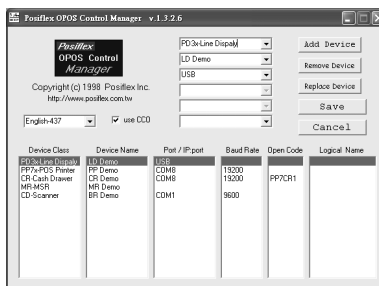 Posiflex OPOS Control Manager v.1.3.2.6
Posiflex
OPOS Control
Manager
Copyright (c) 1998 Posiflex Inc.
http://www.posiflex.com.tw
English-437
use CCO
PD3x-Line Dispaly
LD Demo
USB
Add Device
Remove Device
Replace Device
Save
Cancel
Device Class Device Name Port / IP:port Baud Rate Open Code Logical Name
PD3x-Line Dispaly LD Demo USB
PP7x-POS Printer PP Demo COM8 19200
CR-Cash Drawer CR Demo COM8 19200 PP7CR1
MR-MSR MR Demo
CD-Scanner BR Demo COM1 9600